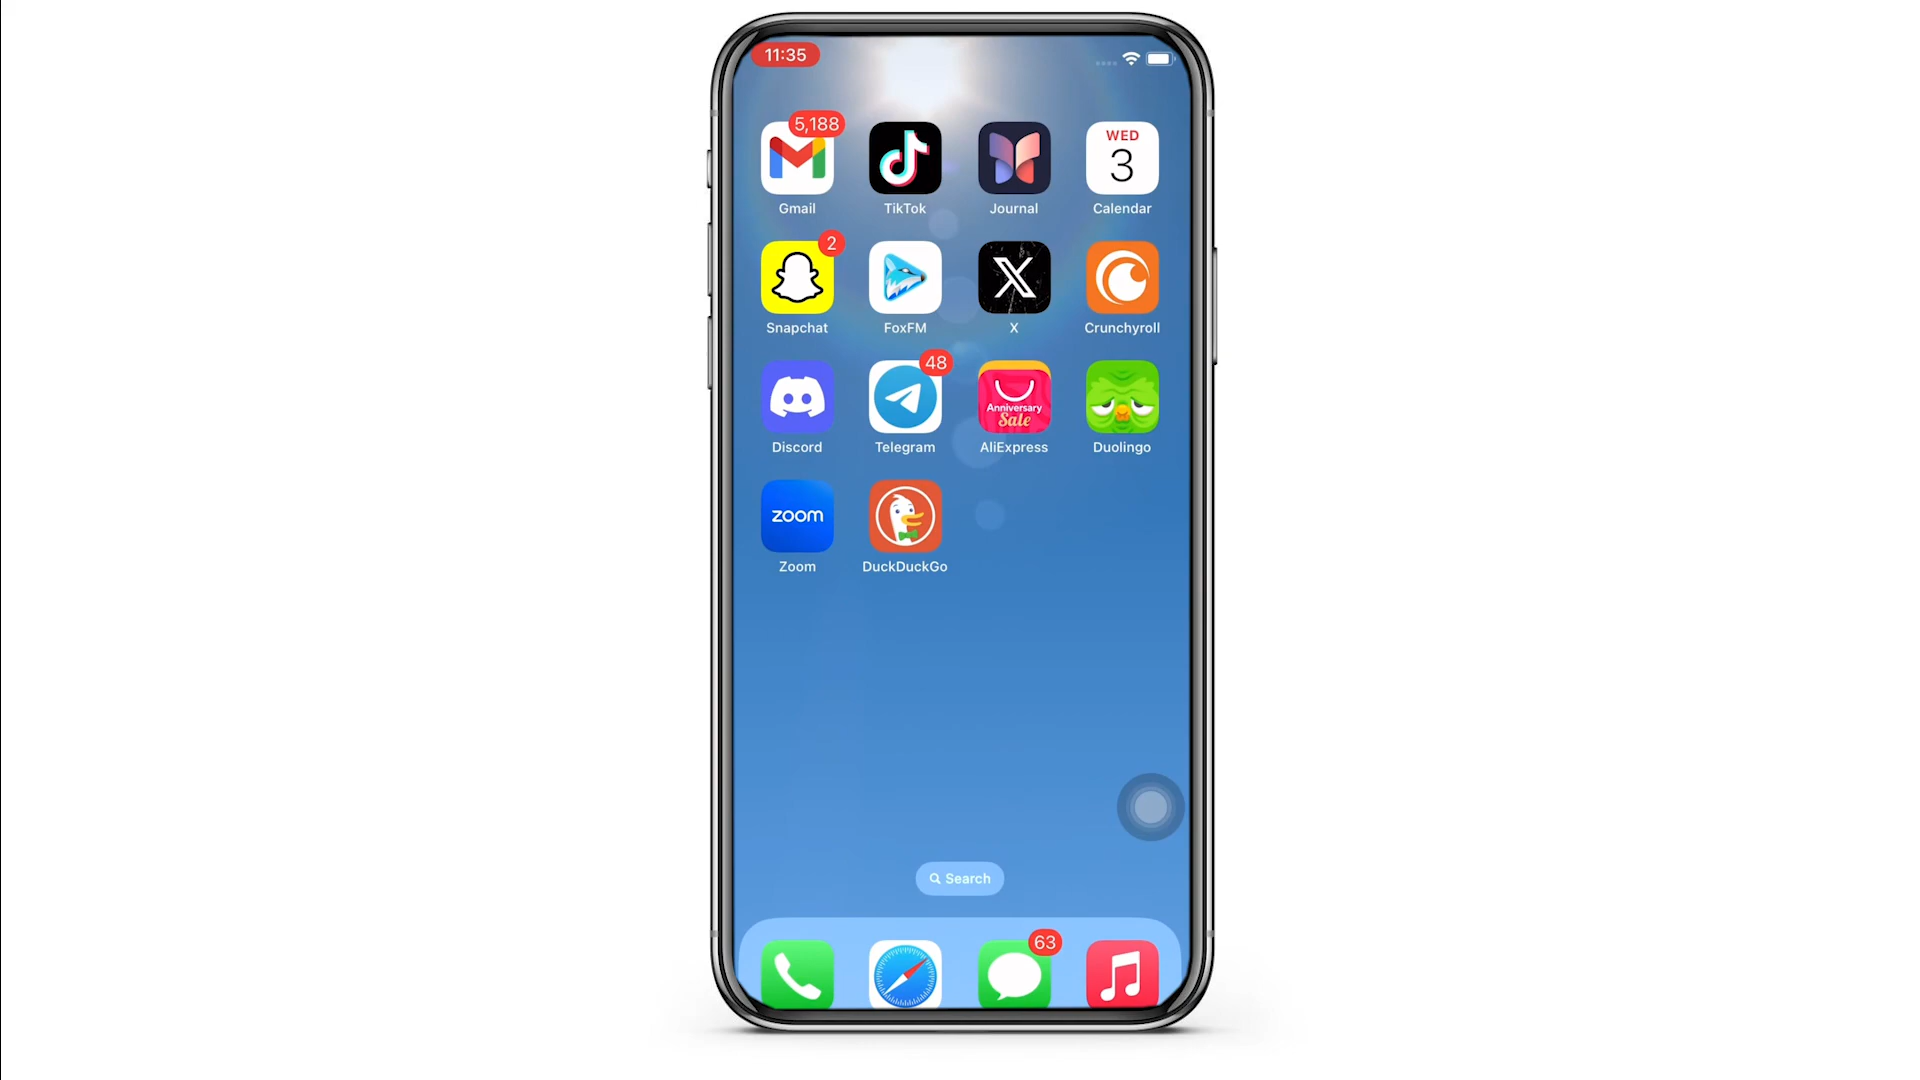 11:35
5,188
WED
3
Gmail
TikTok
Journal
Calendar
2
Snapchat
FoxFM
X
Crunchyroll
48
Anniversary
Sale
Discord
Telegram
AliExpress
Duolingo
zoom
Zoom
DuckDuckGo
Search
63